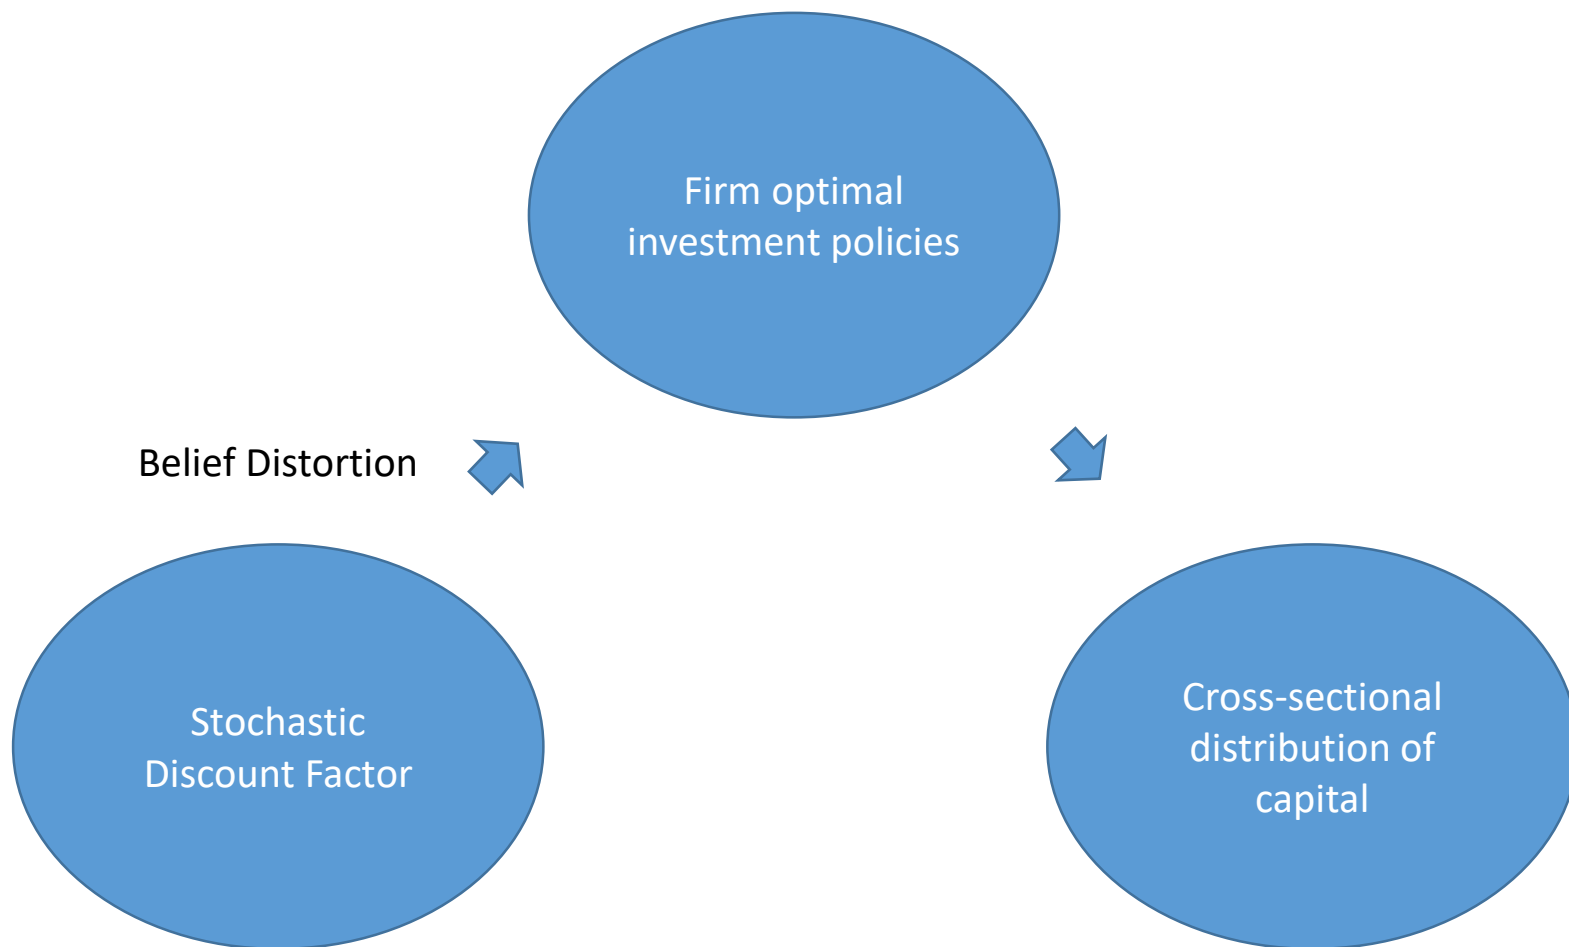 Firm optimal
investment policies
Belief Distortion
Stochastic
Discount Factor
Cross-sectional
distribution of
capital